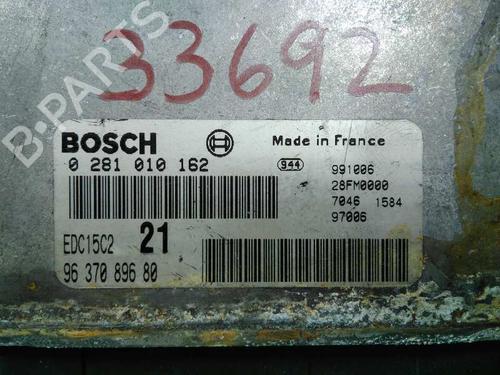 33692
B-PARTS
BOSCH
Made in France
0 281 010 162
944
991006
28FM0000
7046 1584
97006
EDC15C2 21
96 370 896 80